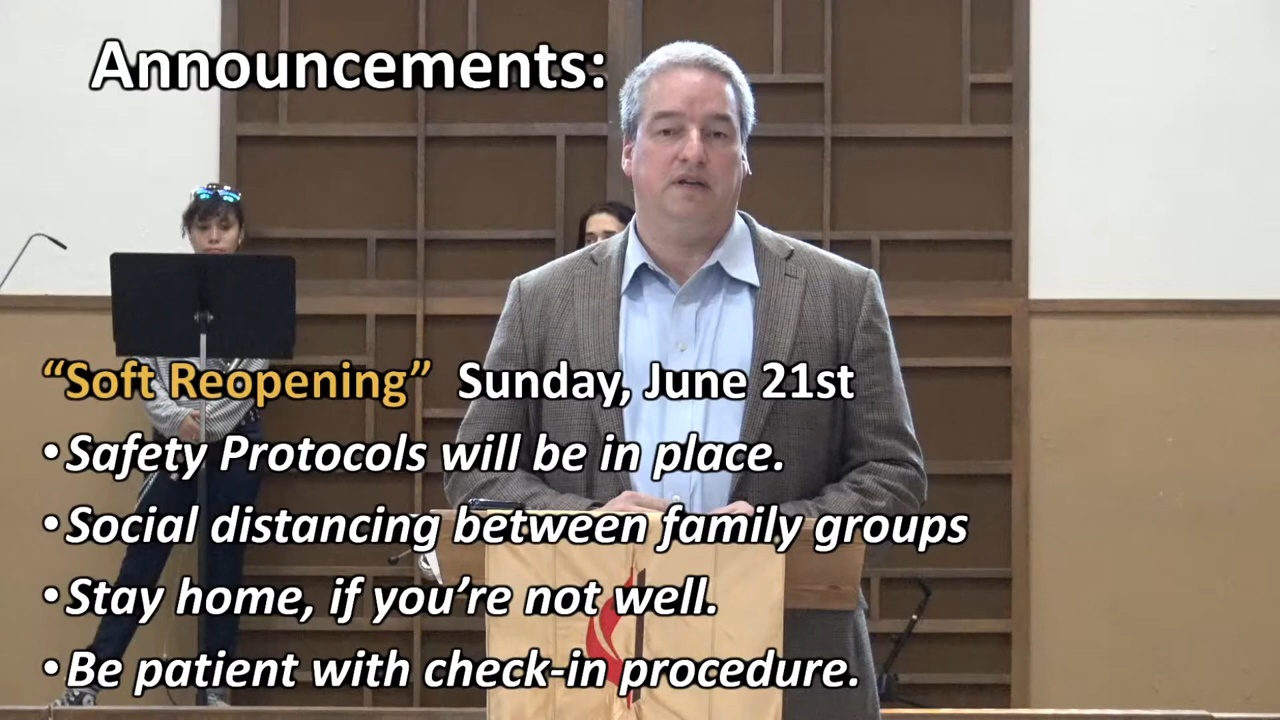 Announcements:
“Soft Reopening” Sunday, June 21st
•Safety Protocols will be in place.
•Social distancing between family groups
•Stay home, if you’re not well.
•Be patient with check-in procedure.